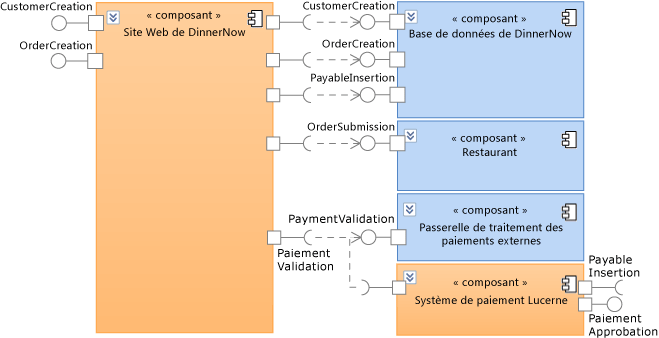 CustomerCreation
OrderCreation
« composant »
Site Web de DinnerNow
CustomerCreation
OrderCreation
PayableInsertion
« composant »
Base de données de DinnerNow
OrderSubmission
« composant »
Restaurant
PaymentValidation
Paiement
Validation
« composant »
Passerelle de traitement des
paiements externes
« composant »
Système de paiement Lucerne
Payable
Insertion
Paiement
Approbation